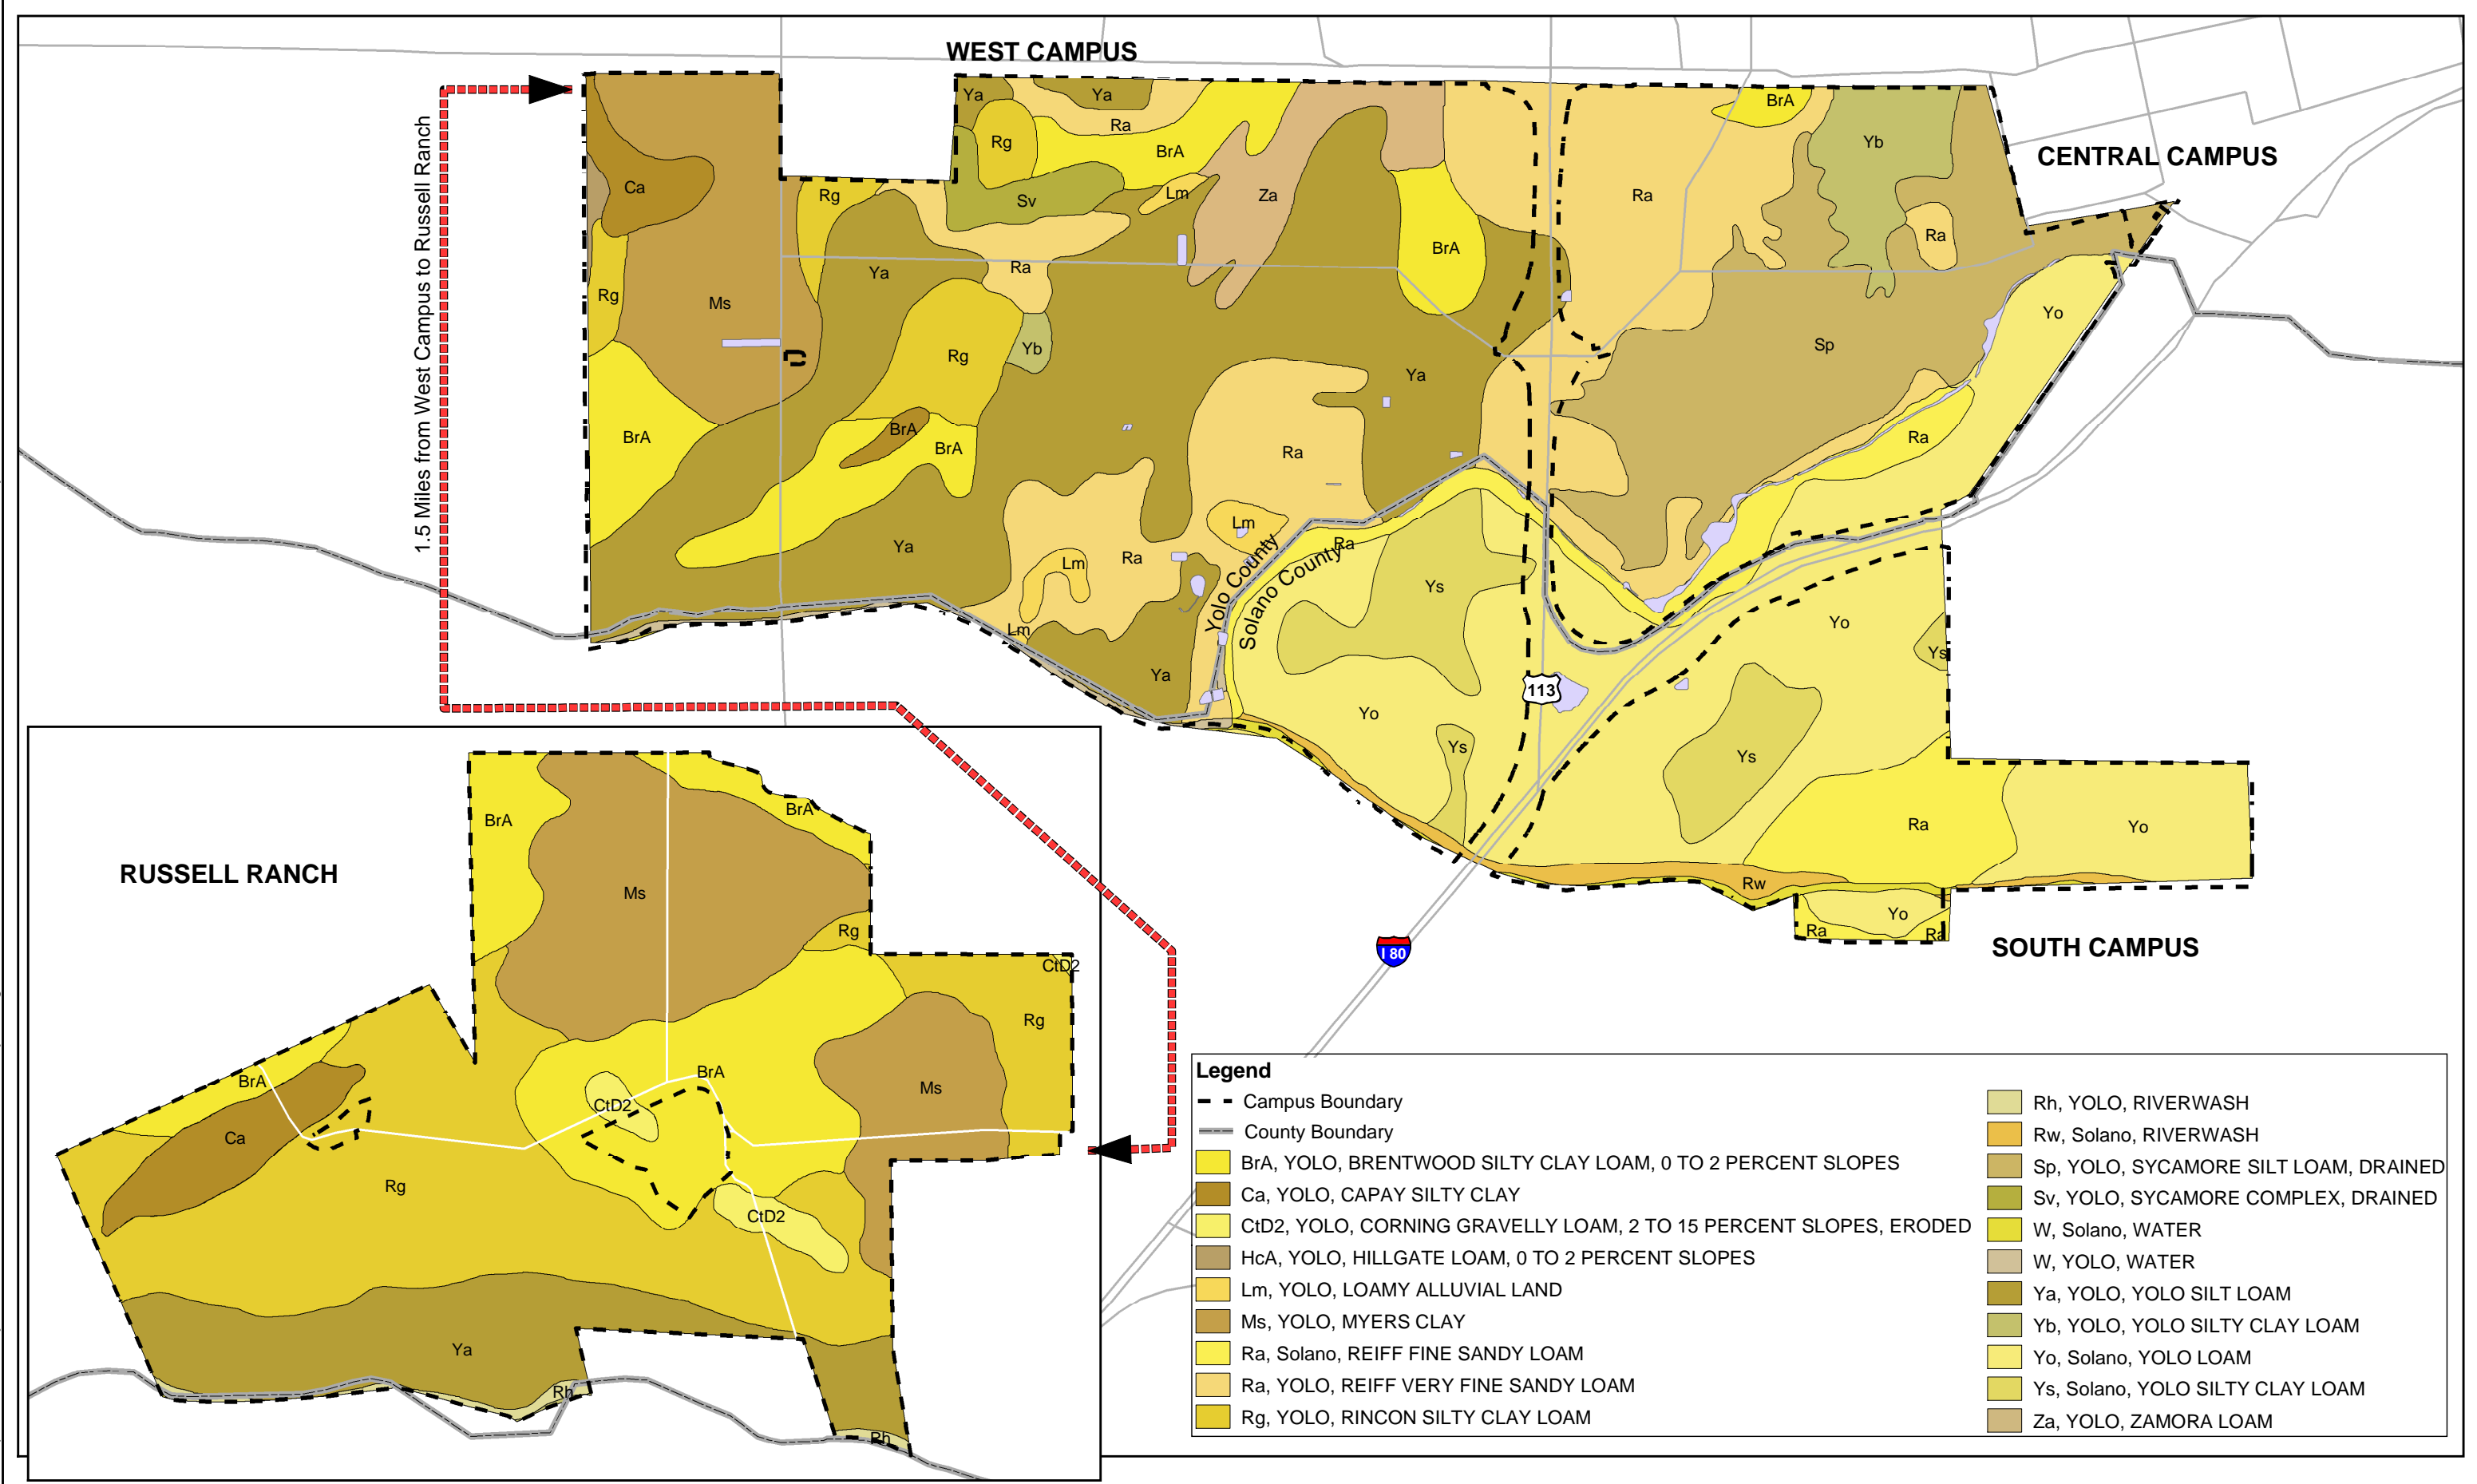 WEST CAMPUS
CENTRAL CAMPUS
1.5 Miles from West Campus to Russell Ranch
Ya
Ya
Ra
BrA
Rg
BrA
Yb
Ca
Rg
Sv
Lm
Za
Ra
Ra
BrA
Ya
Ra
Rg
Ms
Yo
Rg
Yb
Ya
Sp
BrA
BrA
BrA
Ra
Ra
Lm
Ra
Ya
Lm
Ra
Ys
Yolo County
Solano County
Lm
Yo
Ys
Ya
113
Yo
Ys
Ys
Ra
Yo
Rw
Yo
Ra
Ra
SOUTH CAMPUS
I 80
RUSSELL RANCH
BrA
BrA
Ms
Rg
CtD2
Rg
BrA
BrA
Ms
CtD2
Ca
Rg
CtD2
Ya
Rh
Rh
Legend
Campus Boundary
County Boundary
BrA, YOLO, BRENTWOOD SILTY CLAY LOAM, 0 TO 2 PERCENT SLOPES
Ca, YOLO, CAPAY SILTY CLAY
CtD2, YOLO, CORNING GRAVELLY LOAM, 2 TO 15 PERCENT SLOPES, ERODED
HcA, YOLO, HILLGATE LOAM, 0 TO 2 PERCENT SLOPES
Lm, YOLO, LOAMY ALLUVIAL LAND
Ms, YOLO, MYERS CLAY
Ra, Solano, REIFF FINE SANDY LOAM
Ra, YOLO, REIFF VERY FINE SANDY LOAM
Rg, YOLO, RINCON SILTY CLAY LOAM
Rh, YOLO, RIVERWASH
Rw, Solano, RIVERWASH
Sp, YOLO, SYCAMORE SILT LOAM, DRAINED
Sv, YOLO, SYCAMORE COMPLEX, DRAINED
W, Solano, WATER
W, YOLO, WATER
Ya, YOLO, YOLO SILT LOAM
Yb, YOLO, YOLO SILTY CLAY LOAM
Yo, Solano, YOLO LOAM
Ys, Solano, YOLO SILTY CLAY LOAM
Za, YOLO, ZAMORA LOAM